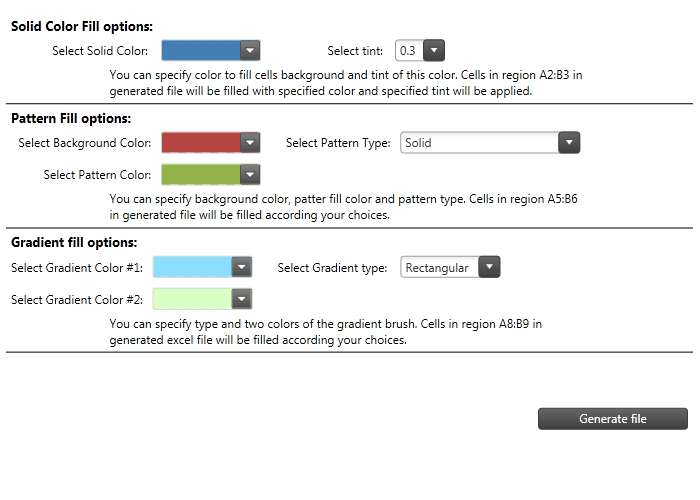 Solid Color Fill options:
Select Solid Color: Select tint: 0.3
You can specify color to fill cells background and tint of this color. Cells in region A2:B3 in
generated file will be filled with specified color and specified tint will be applied.
Pattern Fill options:
Select Background Color: Select Pattern Type: Solid
Select Pattern Color:
You can specify background color, patter fill color and pattern type. Cells in region A5:B6
in generated file will be filled according your choices.
Gradient fill options:
Select Gradient Color #1: Select Gradient type: Rectangular
Select Gradient Color #2:
You can specify type and two colors of the gradient brush. Cells in region A8:B9 in
generated excel file will be filled according your choices.
Generate file